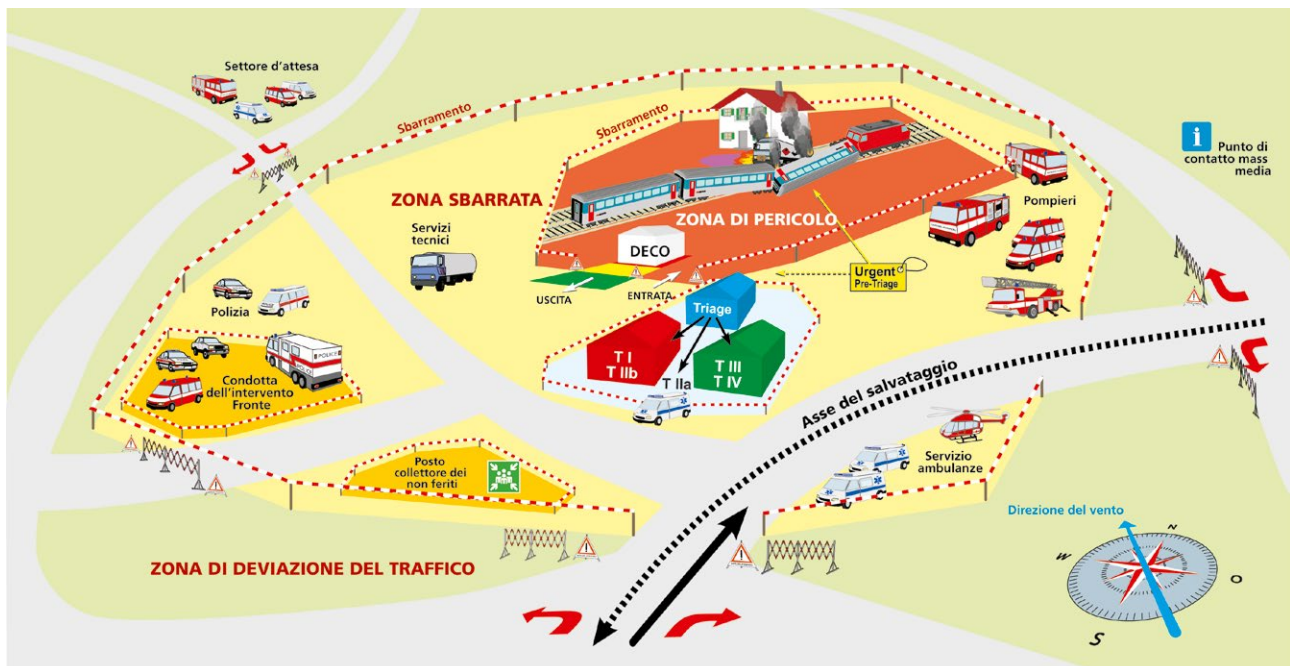 Settore d'attesa
Sbarramento
Sbarramento
i
Punto di
contatto mass
media
ZONA SBARRATA
ZONA DI PERICOLO
Pompieri
Servizi
tecnici
DECO
Urgent
Pre-Triage
USCITA
ENTRATA
Polizia
Triage
POLICE
T I
T IIb
T III
T IV
T IIa
Condotta
dell'intervento
Fronte
Asse del salvataggio
Servizio
ambulanze
Posto
collettore dei
non feriti
Direzione del vento
N
W
O
S
ZONA DI DEVIAZIONE DEL TRAFFICO